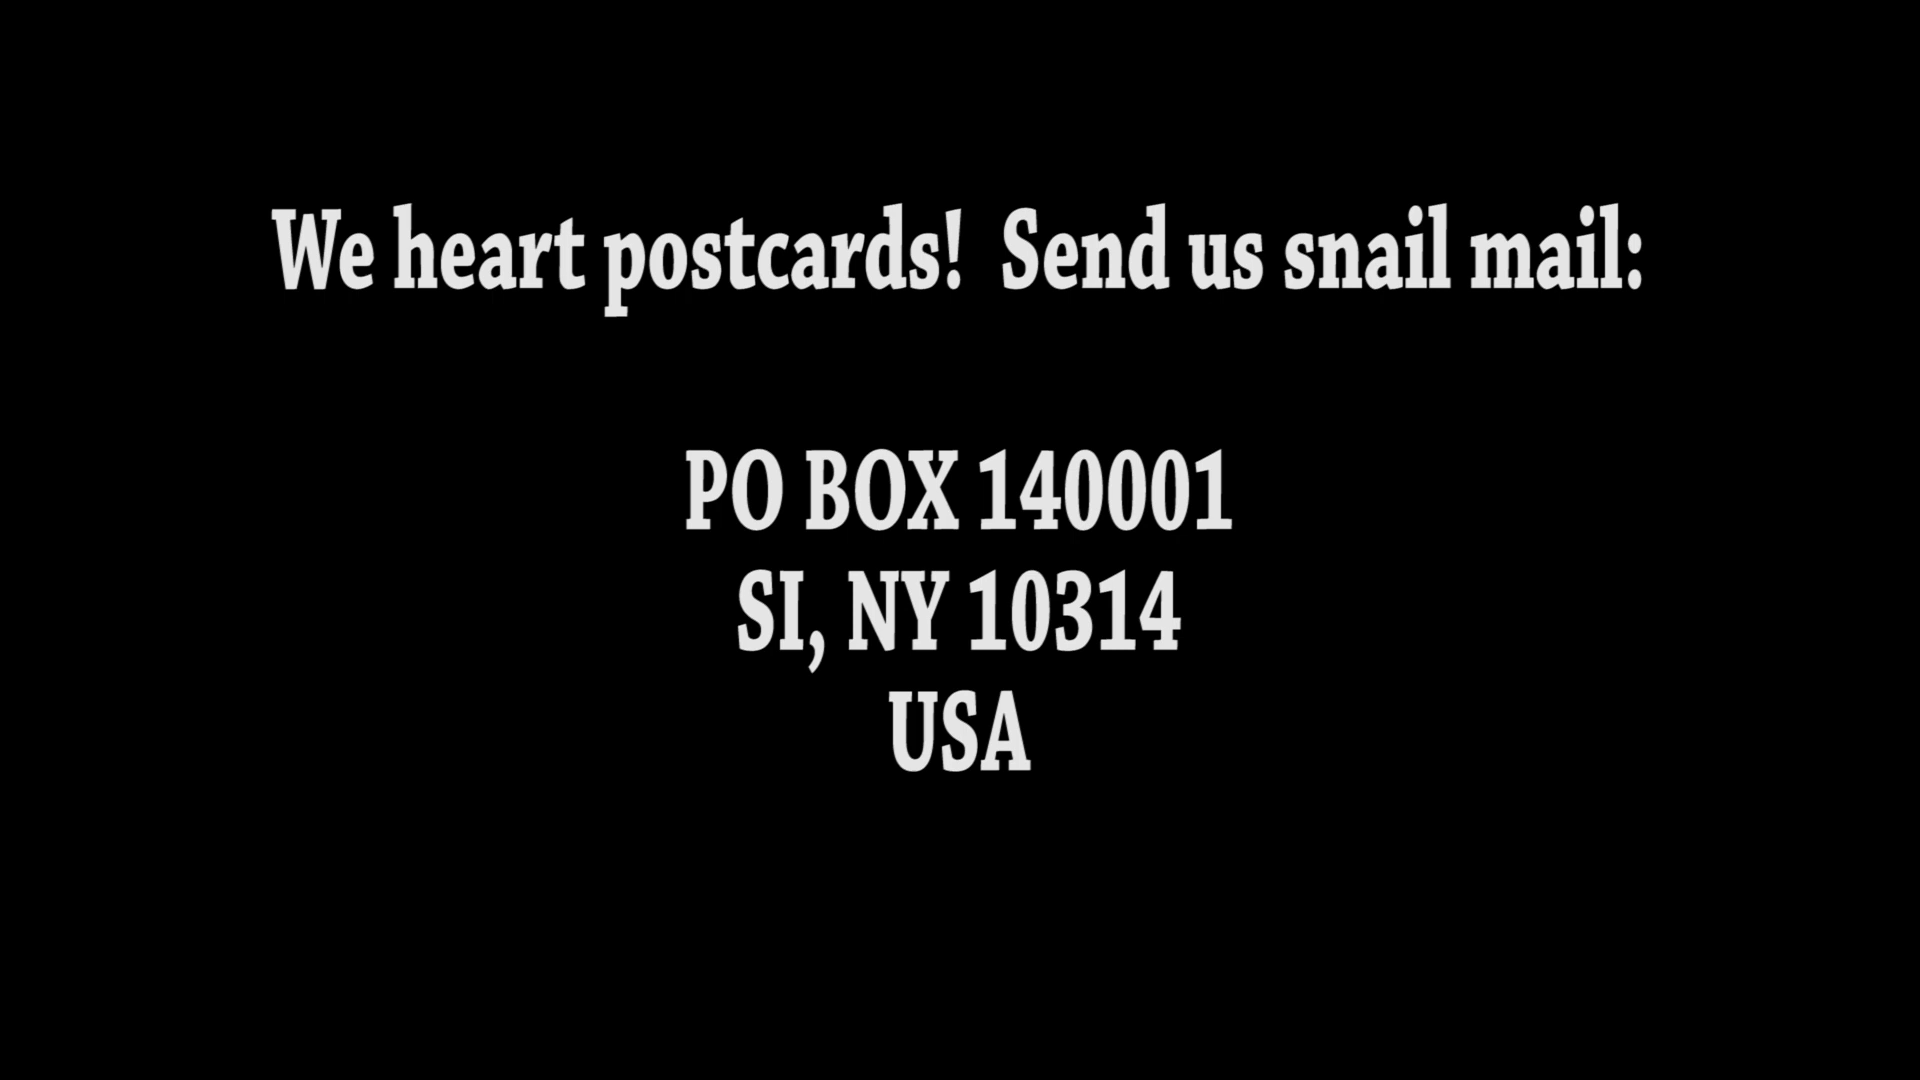 We heart postcards!  Send us snail mail:
PO BOX 140001
SI, NY 10314
USA